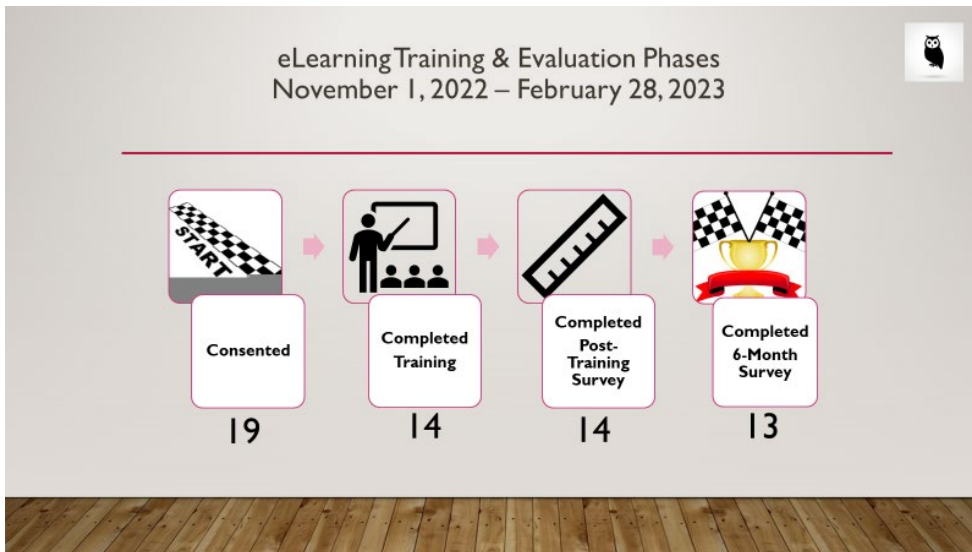 eLearning Training & Evaluation Phases
November 1, 2022 – February 28, 2023
START
Consented
19
Completed
Training
14
Completed
Post-
Training
Survey
14
Completed
6-Month
Survey
13